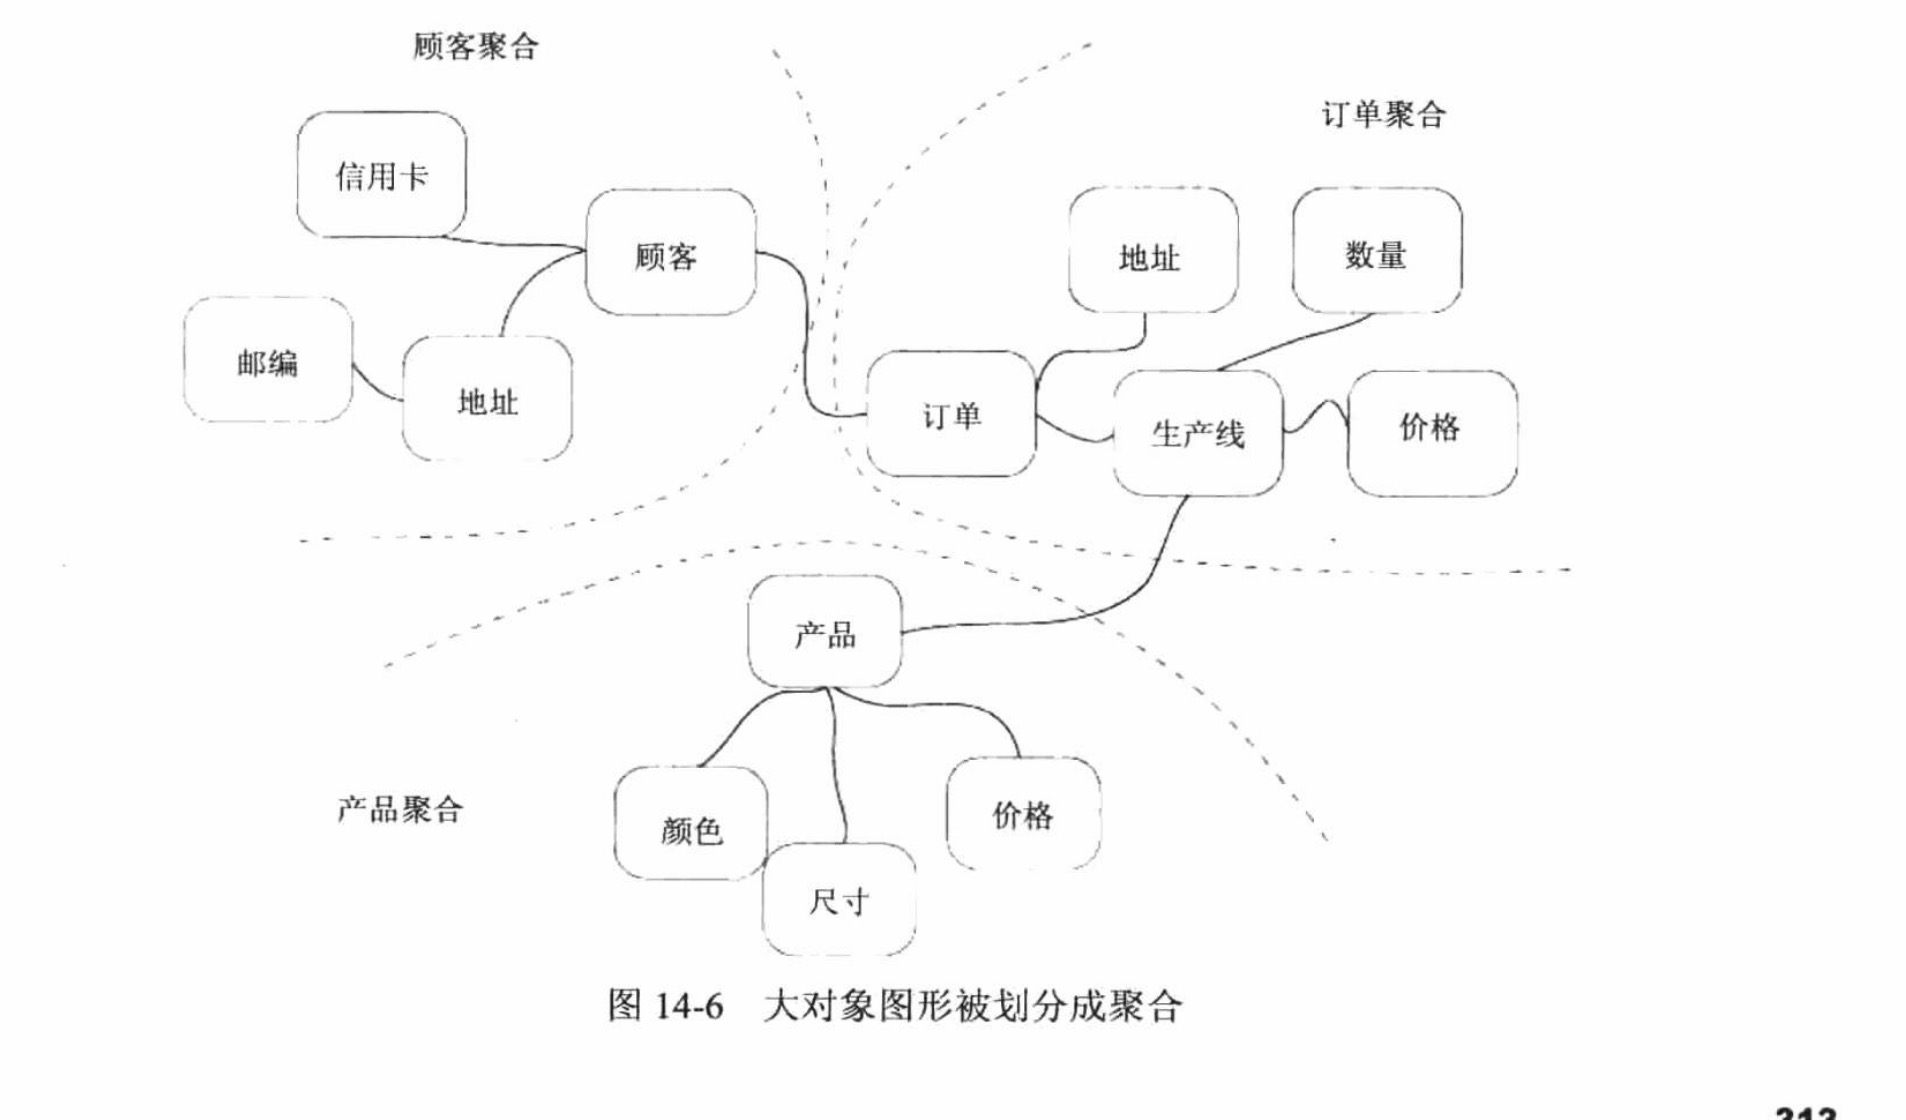 顾客聚合
订单聚合
信用卡
顾客
地址
数量
邮编
地址
订单
生产线
价格
产品
产品聚合
颜色
尺寸
价格
图 14-6 大对象图形被划分成聚合
313